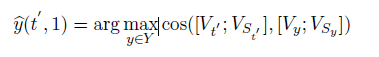 ŷ(t′, 1) = arg max_{y∈Y} |cos([V_{t′}; V_{S_{t′}}], [V_y; V_{S_y}])